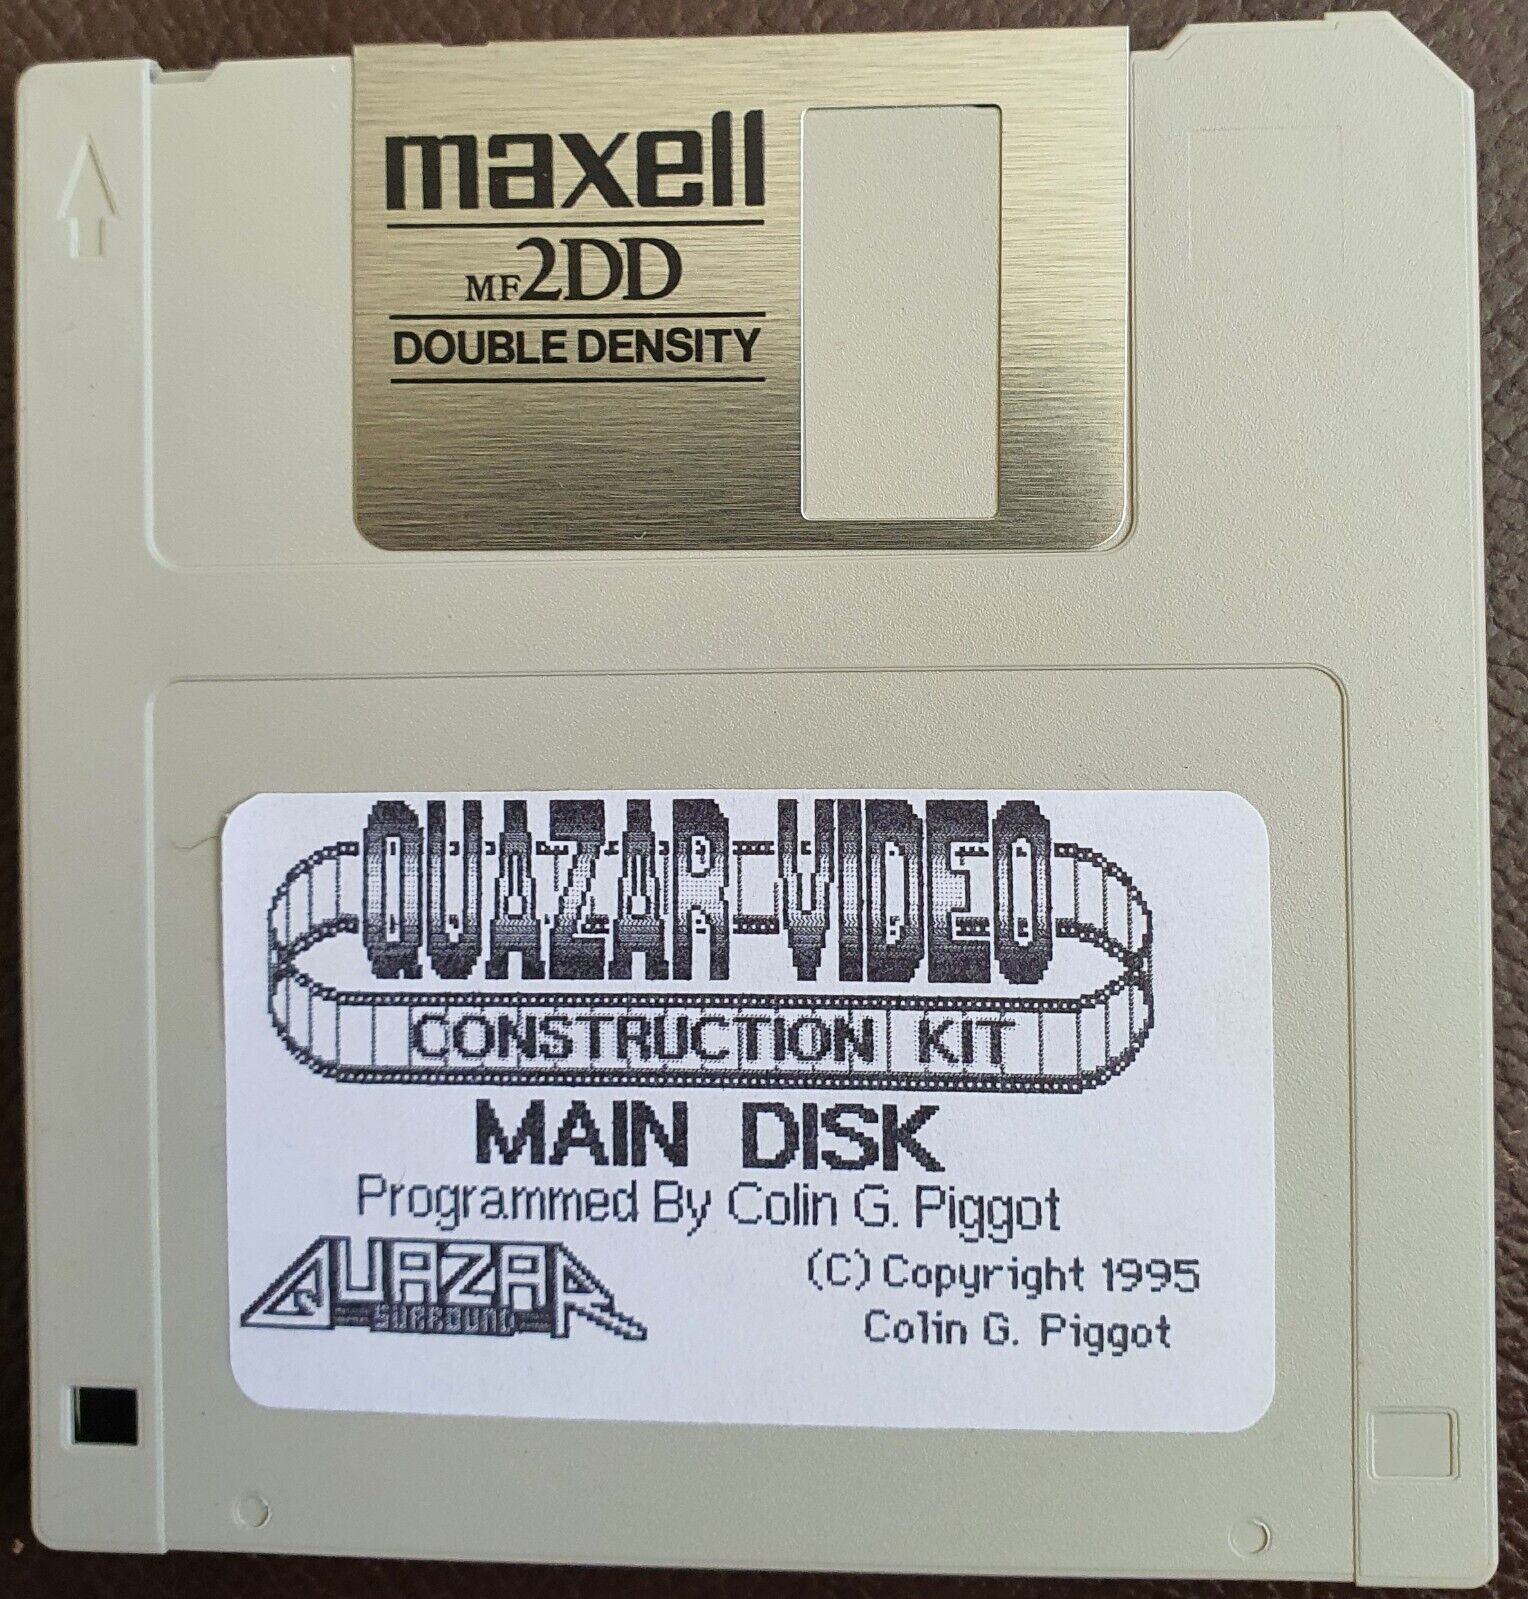 maxell
MF2DD
DOUBLE DENSITY
QUAZAR-VIDEO
CONSTRUCTION KIT
MAIN DISK
Programmed By Colin G. Piggot
QUAZAR
SURROUND
(C) Copyright 1995
Colin G. Piggot